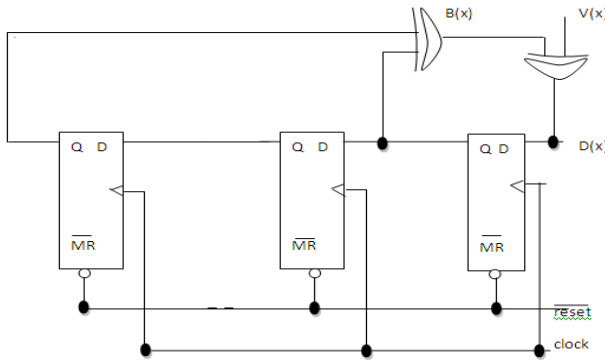 B(x) V(x)
Q D Q D Q D D(x)
MR MR MR
reset
clock